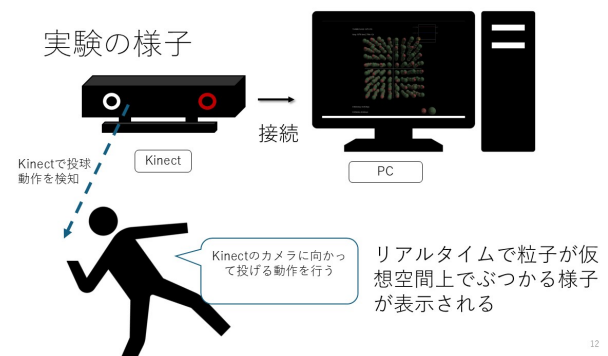 実験の様子
接続
Kinectで投球
動作を検知
Kinect
PC
Kinectのカメラに向かっ
て投げる動作を行う
リアルタイムで粒子が仮
想空間上でぶつかる様子
が表示される
12